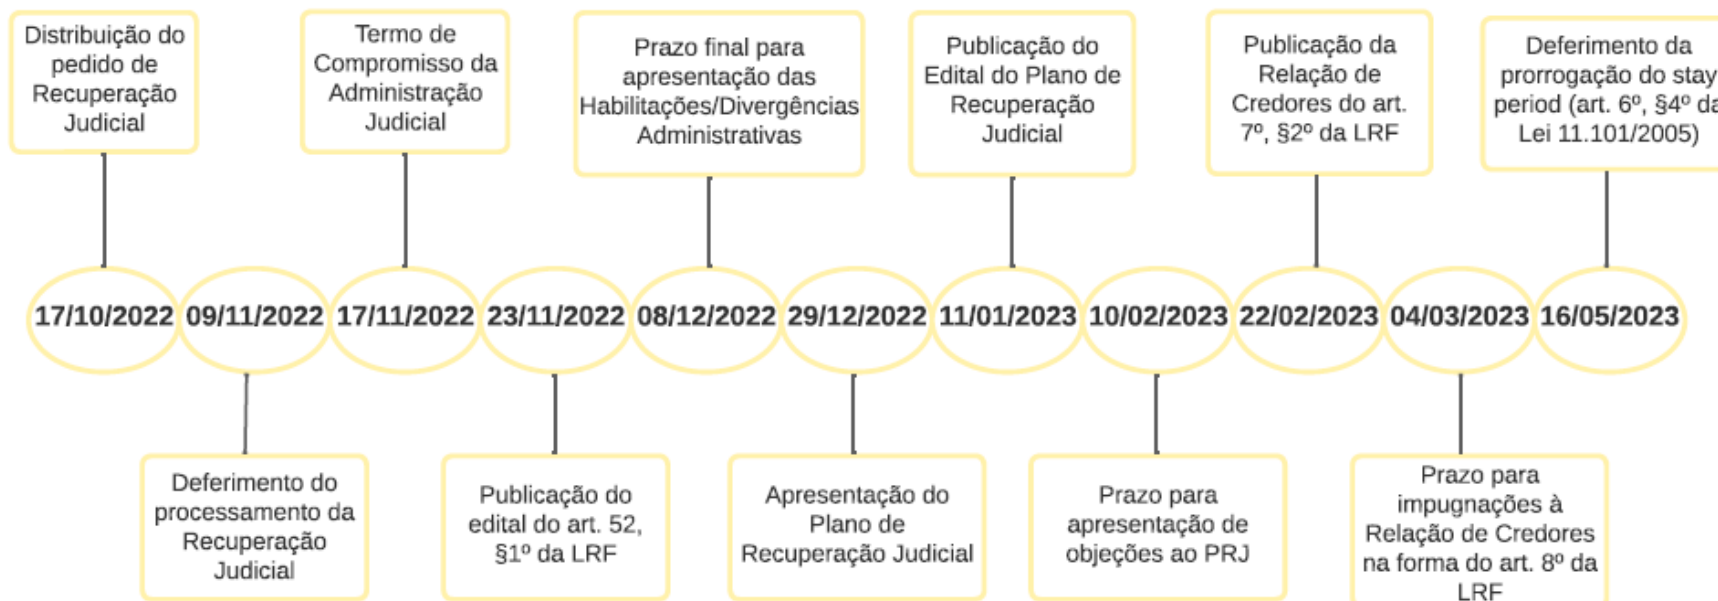 Distribuição do
pedido de
Recuperação
Judicial
Termo de
Compromisso da
Administração
Judicial
Prazo final para
apresentação das
Habilitações/Divergências
Administrativas
Publicação do
Edital do Plano de
Recuperação
Judicial
Publicação da
Relação de
Credores do art.
7º, §2º da LRF
Deferimento da
prorrogação do stay
period (art. 6º, §4º da
Lei 11.101/2005)
17/10/2022 09/11/2022 17/11/2022 23/11/2022 08/12/2022 29/12/2022 11/01/2023 10/02/2023 22/02/2023 04/03/2023 16/05/2023
Deferimento do
processamento da
Recuperação
Judicial
Publicação do
edital do art. 52,
§1º da LRF
Apresentação do
Plano de
Recuperação Judicial
Prazo para
apresentação de
objeções ao PRJ
Prazo para
impugnações à
Relação de Credores
na forma do art. 8º da
LRF